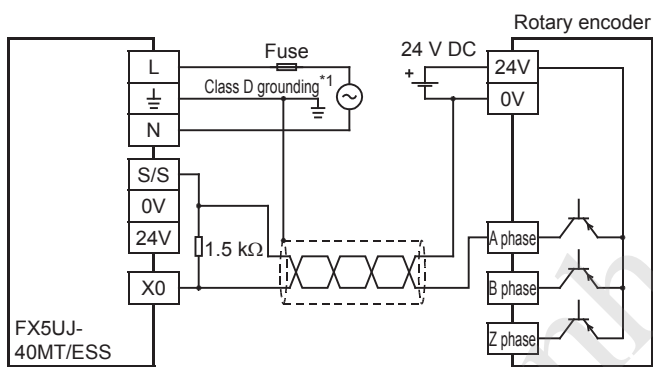 Rotary encoder
Fuse
24 V DC
L
24V
Class D grounding*1
+
0V
N
S/S
0V
24V
1.5 kΩ
A phase
X0
B phase
FX5UJ-
40MT/ESS
Z phase